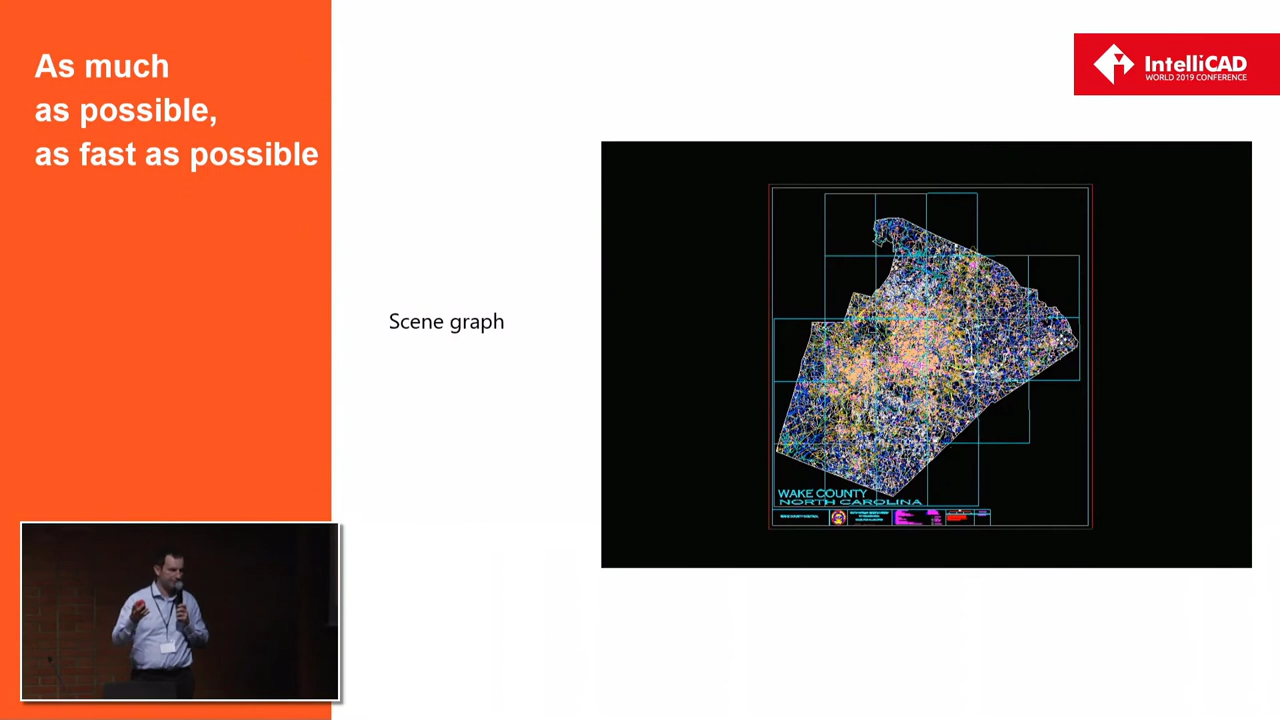 As much
as possible,
as fast as possible
IntelliCAD
WORLD 2019 CONFERENCE
Scene graph
WAKE COUNTY
NORTH CAROLINA